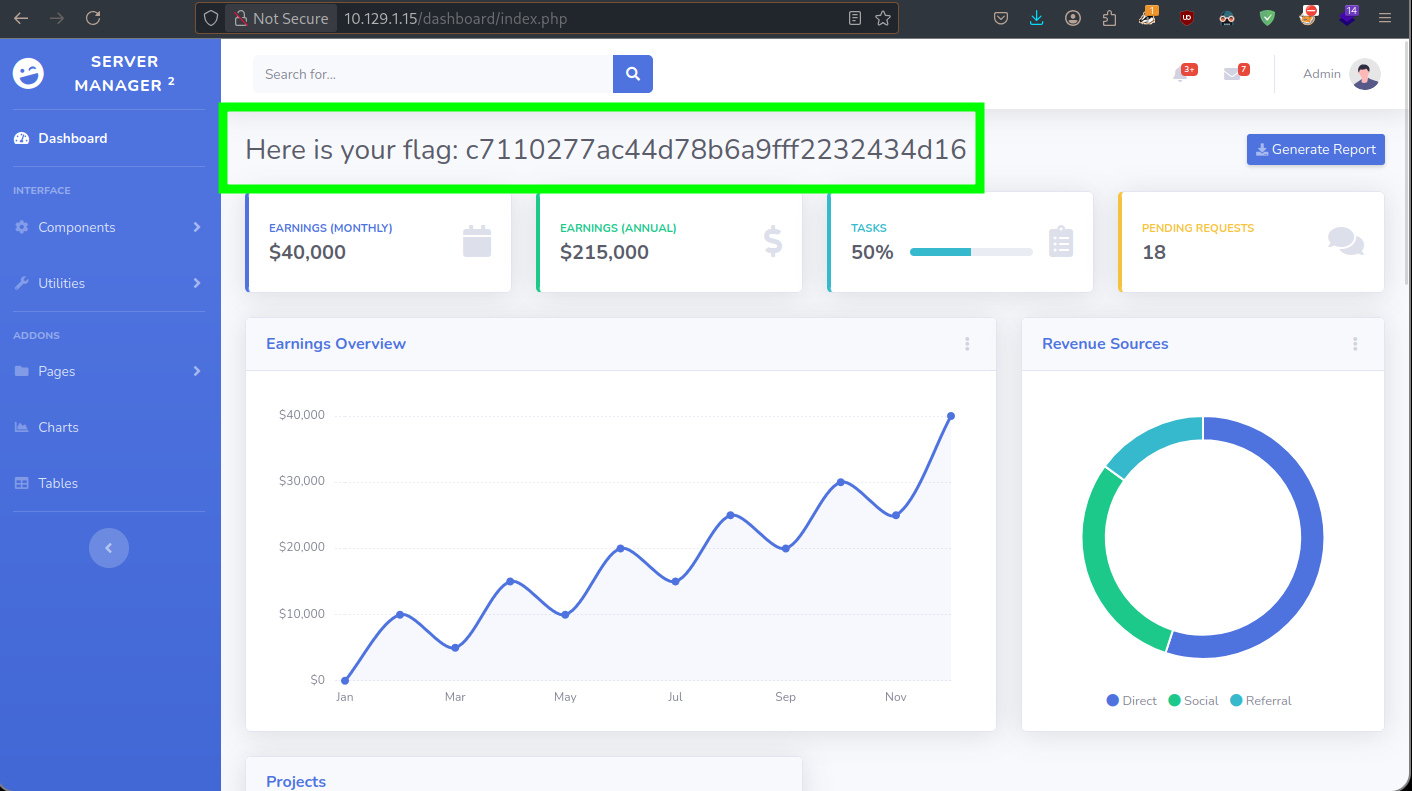 Not Secure 10.129.1.15/dashboard/index.php
1
14
SERVER
MANAGER 2
Search for...
3+
7
Admin
Dashboard
Here is your flag: c7110277ac44d78b6a9fff2232434d16
Generate Report
INTERFACE
Components
Utilities
ADDONS
Pages
Charts
Tables
EARNINGS (MONTHLY)
$40,000
EARNINGS (ANNUAL)
$215,000
TASKS
50%
PENDING REQUESTS
18
Earnings Overview
$40,000
$30,000
$20,000
$10,000
$0
Jan Mar May Jul Sep Nov
Revenue Sources
Direct Social Referral
Projects